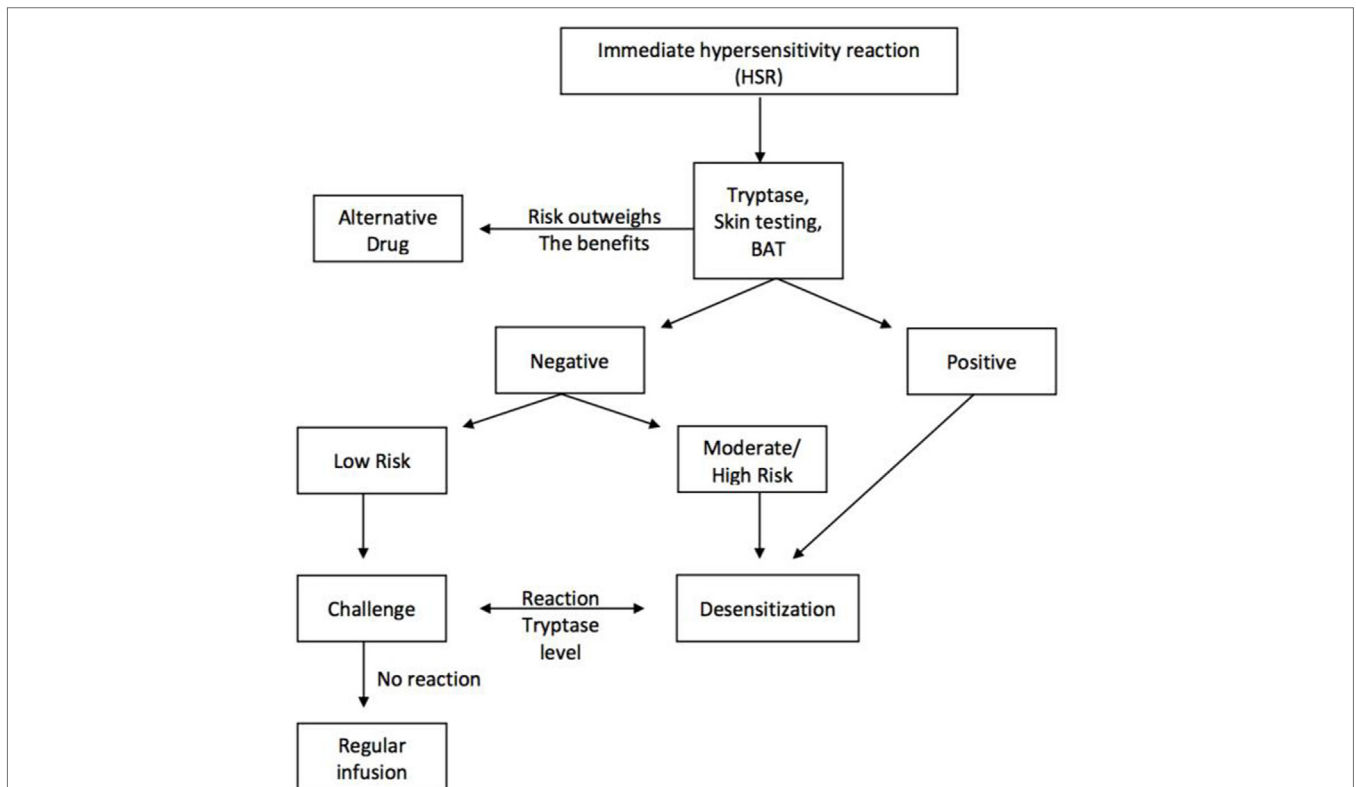 Immediate hypersensitivity reaction
(HSR)
Tryptase,
Skin testing,
BAT
Risk outweighs
The benefits
Alternative
Drug
Negative
Positive
Low Risk
Moderate/
High Risk
Challenge
Reaction
Tryptase
level
Desensitization
No reaction
Regular
infusion